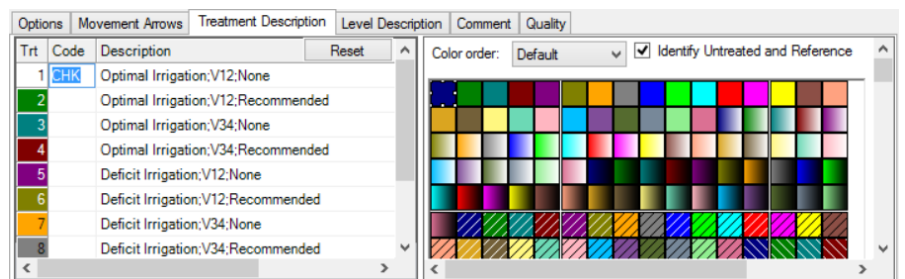 Options Movement Arrows Treatment Description Level Description Comment Quality
Trt Code Description Reset
1 CHK Optimal Irrigation;V12;None
2 Optimal Irrigation;V12;Recommended
3 Optimal Irrigation;V34;None
4 Optimal Irrigation;V34;Recommended
5 Deficit Irrigation;V12;None
6 Deficit Irrigation;V12;Recommended
7 Deficit Irrigation;V34;None
8 Deficit Irrigation;V34;Recommended
Color order: Default Identify Untreated and Reference